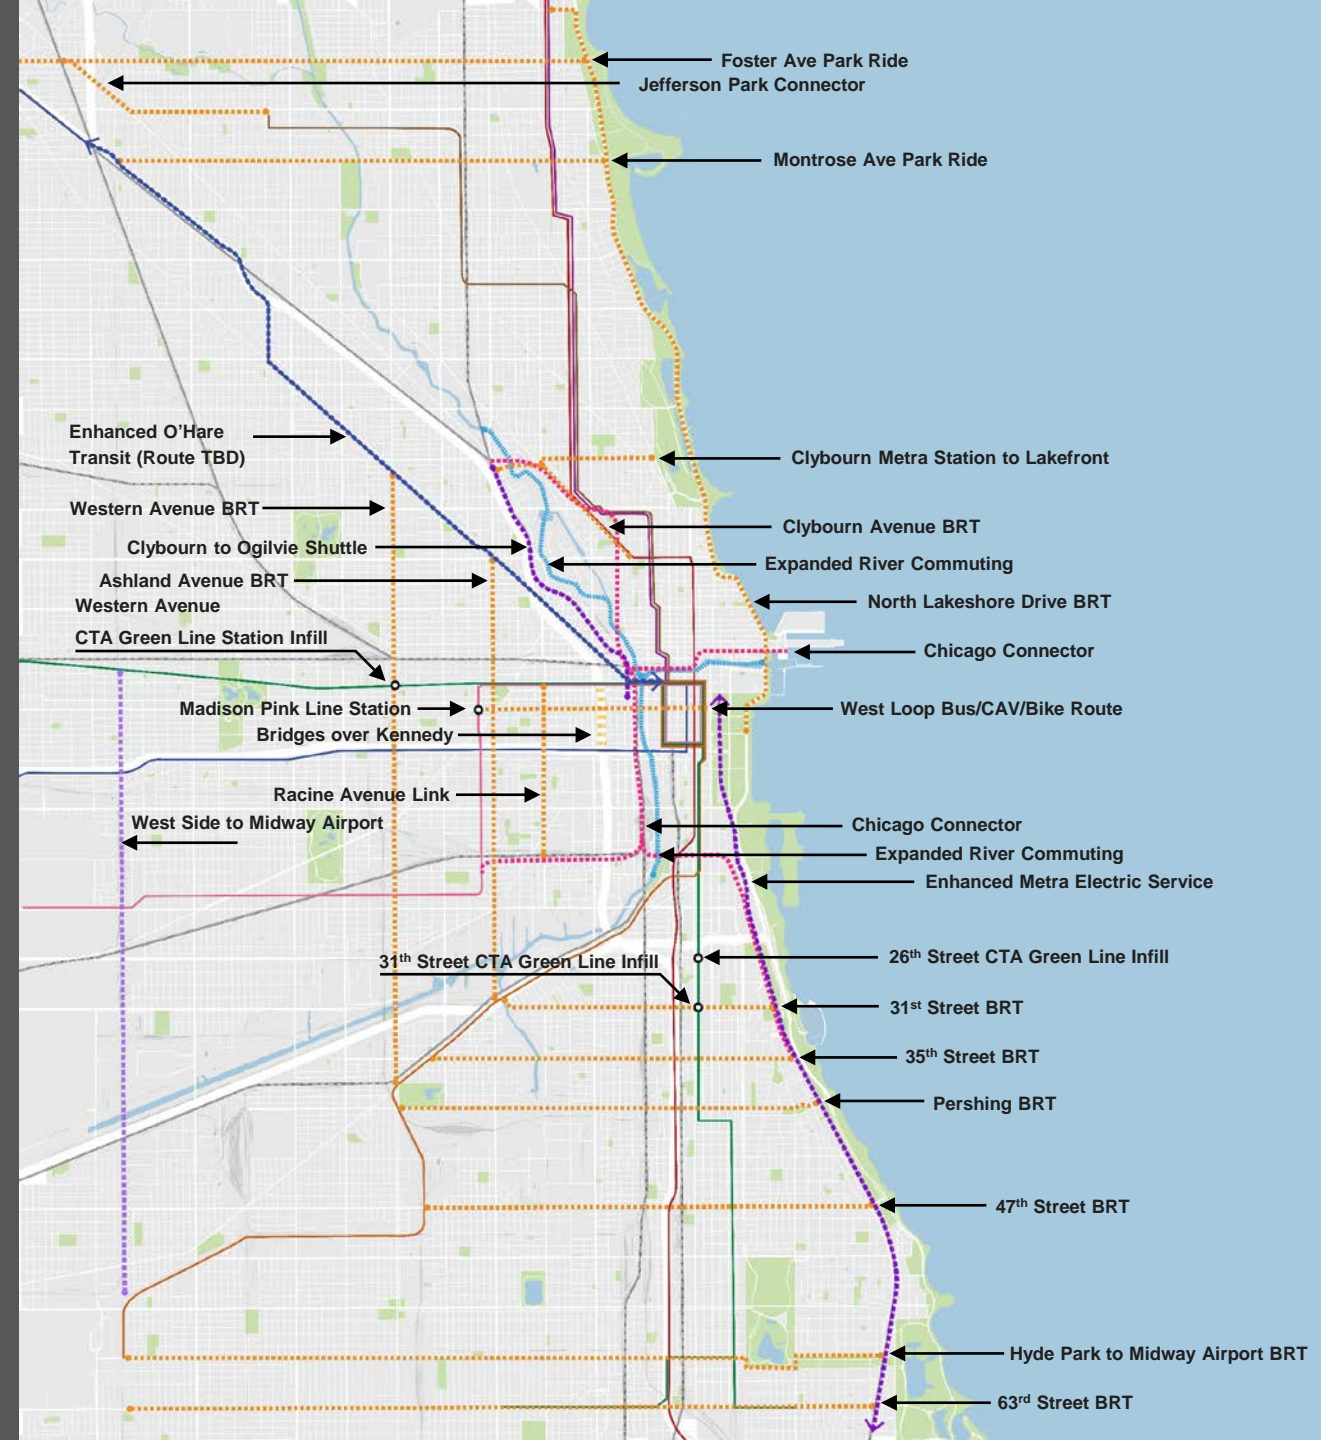 Foster Ave Park Ride
Jefferson Park Connector
Montrose Ave Park Ride
Enhanced O’Hare
Transit (Route TBD)
Clybourn Metra Station to Lakefront
Western Avenue BRT
Clybourn Avenue BRT
Clybourn to Ogilvie Shuttle
Expanded River Commuting
Ashland Avenue BRT
North Lakeshore Drive BRT
Western Avenue
CTA Green Line Station Infill
Chicago Connector
Madison Pink Line Station
West Loop Bus/CAV/Bike Route
Bridges over Kennedy
Racine Avenue Link
West Side to Midway Airport
Chicago Connector
Expanded River Commuting
Enhanced Metra Electric Service
31th Street CTA Green Line Infill
26th Street CTA Green Line Infill
31st Street BRT
35th Street BRT
Pershing BRT
47th Street BRT
Hyde Park to Midway Airport BRT
63rd Street BRT